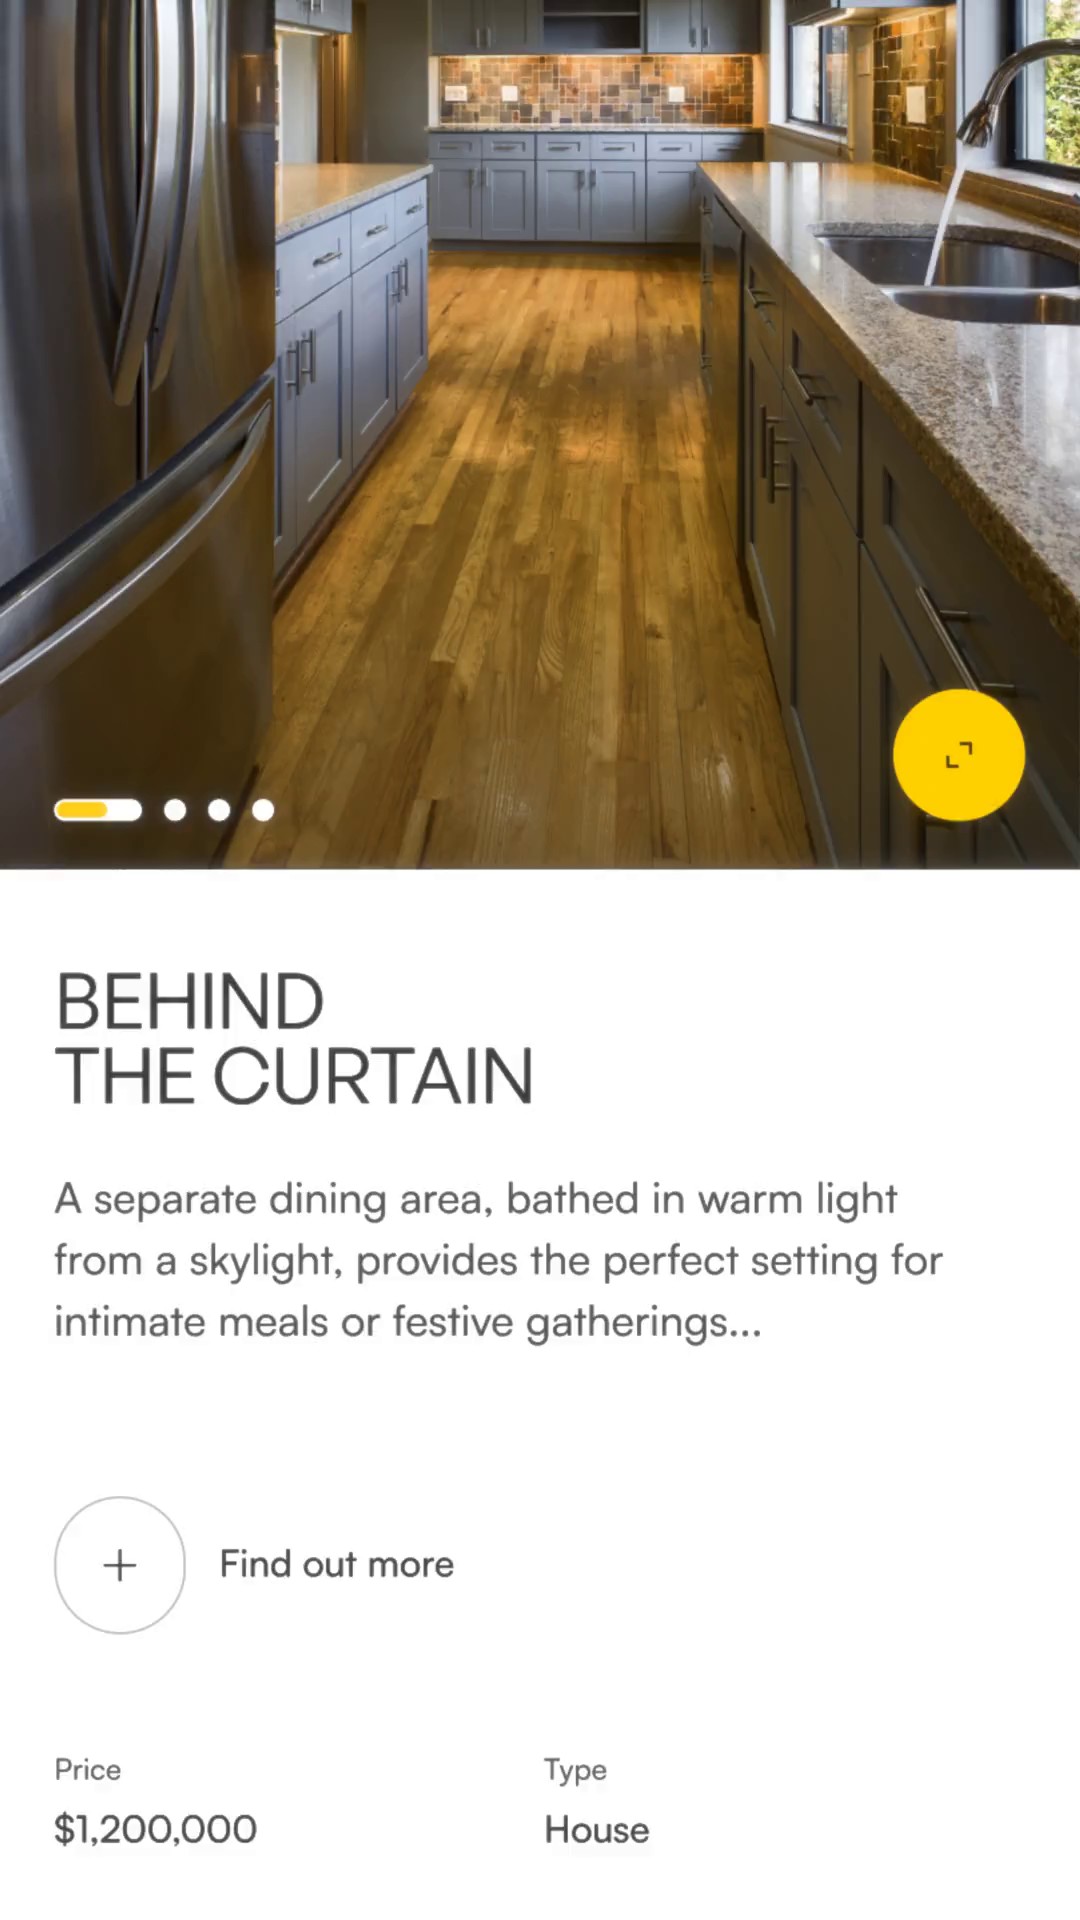 BEHIND
THE CURTAIN
A separate dining area, bathed in warm light
from a skylight, provides the perfect setting for
intimate meals or festive gatherings...
Find out more
Price
Type
$1,200,000
House